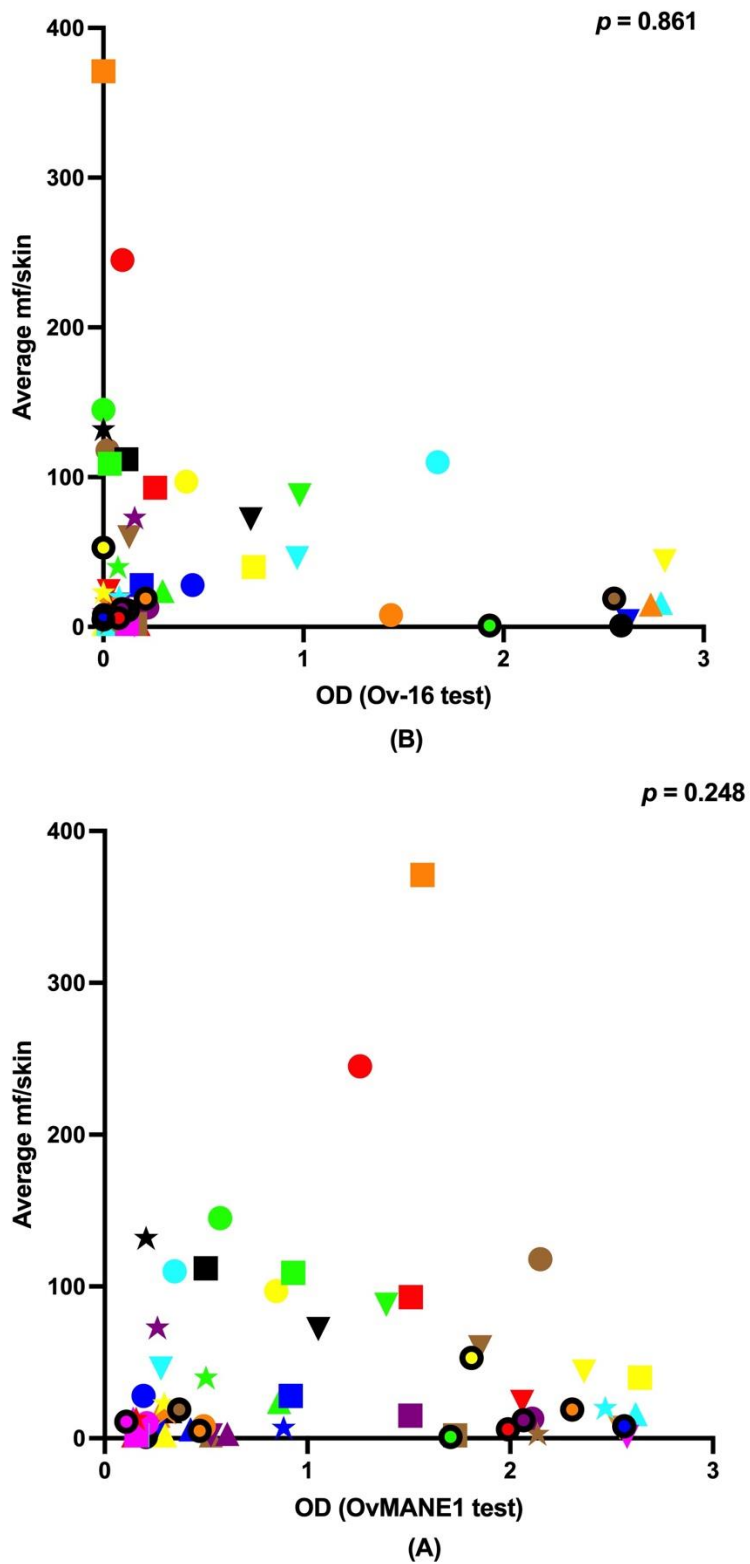 p = 0.861
400
300
200
100
0
Average mf/skin
0 1 2 3
OD (Ov-16 test)
(B)
p = 0.248
400
300
200
100
0
Average mf/skin
0 1 2 3
OD (OvMANE1 test)
(A)